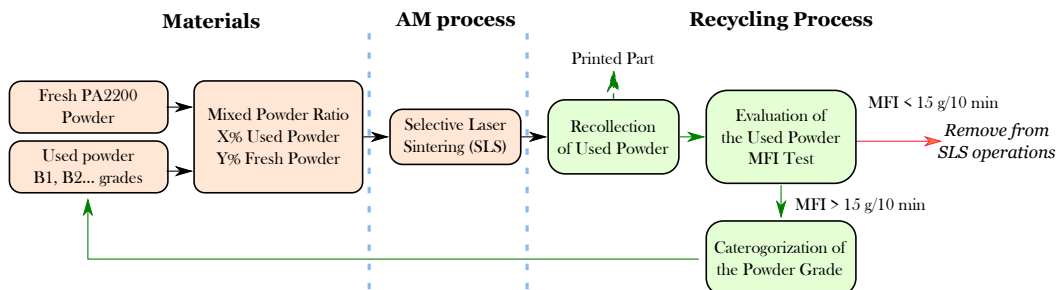 Materials
AM process
Recycling Process
Fresh PA2200
Powder
Used powder
B1, B2... grades
Mixed Powder Ratio
X% Used Powder
Y% Fresh Powder
Selective Laser
Sintering (SLS)
Printed Part
Recollection
of Used Powder
Evaluation of
the Used Powder
MFI Test
MFI < 15 g/10 min
Remove from
SLS operations
MFI > 15 g/10 min
Caterogorization of
the Powder Grade